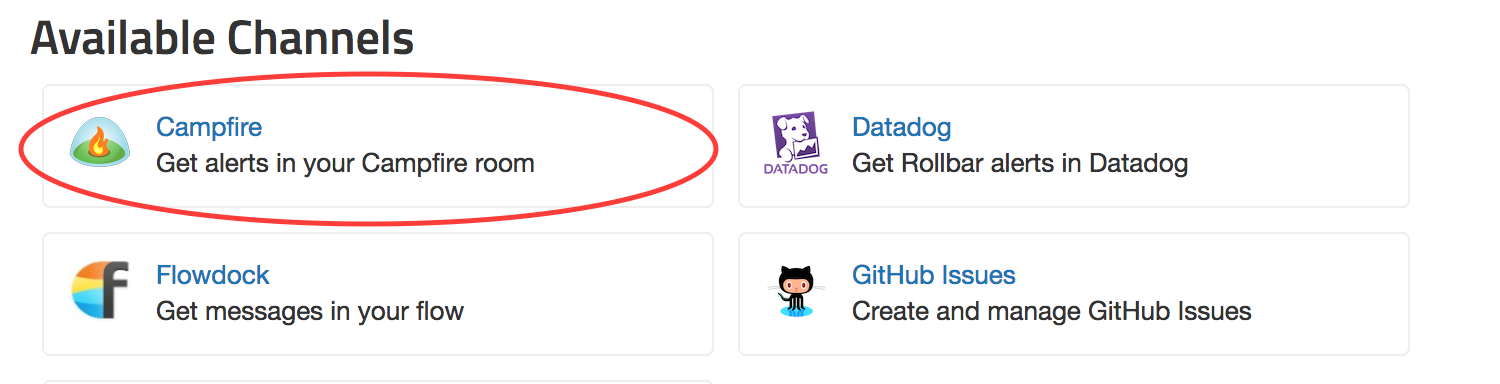 Available Channels
Campfire
Get alerts in your Campfire room
DATADOG
Datadog
Get Rollbar alerts in Datadog
Flowdock
Get messages in your flow
GitHub Issues
Create and manage GitHub Issues